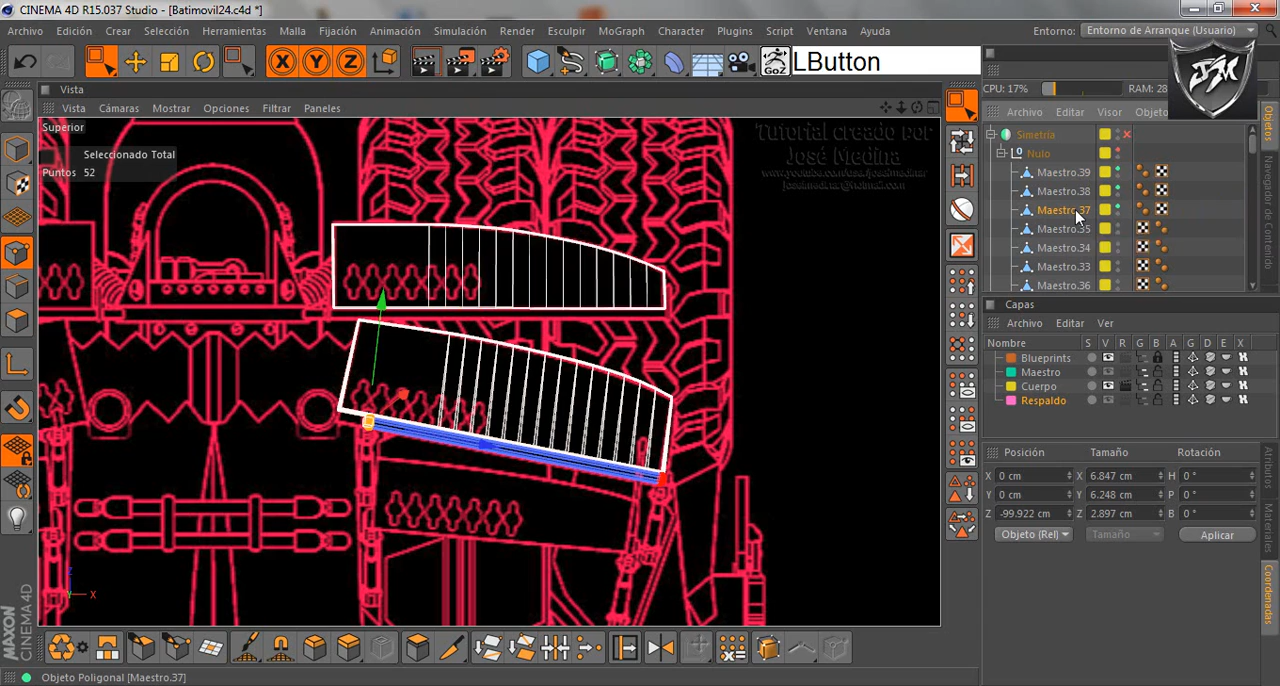 CINEMA 4D R15.037 Studio - [Batimovil24.c4d *]
Archivo Edición Crear Selección Herramientas Malla Fijación Animación Simulación Render Esculpir MoGraph Character Plugins Script Ventana Ayuda Entorno: Entorno de Arranque (Usuario)
X Y Z GoZ LButton
JM
Vista
CPU: 17% RAM: 28
Vista Cámaras Mostrar Opciones Filtrar Paneles
Archivo Editar Visor Objeto
Superior
Seleccionado Total
Puntos 52
Tutorial creado por
José Medina
Simetría
Nulo
Maestro.39
Maestro.38
Maestro.37
Maestro.35
Maestro.34
Maestro.33
Maestro.36
Objetos
Navegador de Contenido
Capas
Archivo Editar Ver
Nombre S V R M G D E X
Blueprints
Maestro
Cuerpo
Respaldo
Posición Tamaño Rotación
X 0 cm X 6.847 cm H 0 °
Y 0 cm Y 6.248 cm P 0 °
Z -99.922 cm Z 2.897 cm B 0 °
Objeto (Rel) Tamaño Aplicar
Atributos
Materiales
Coordenadas
Z
Y X
MAXON
CINEMA 4D
Objeto Poligonal [Maestro.37]